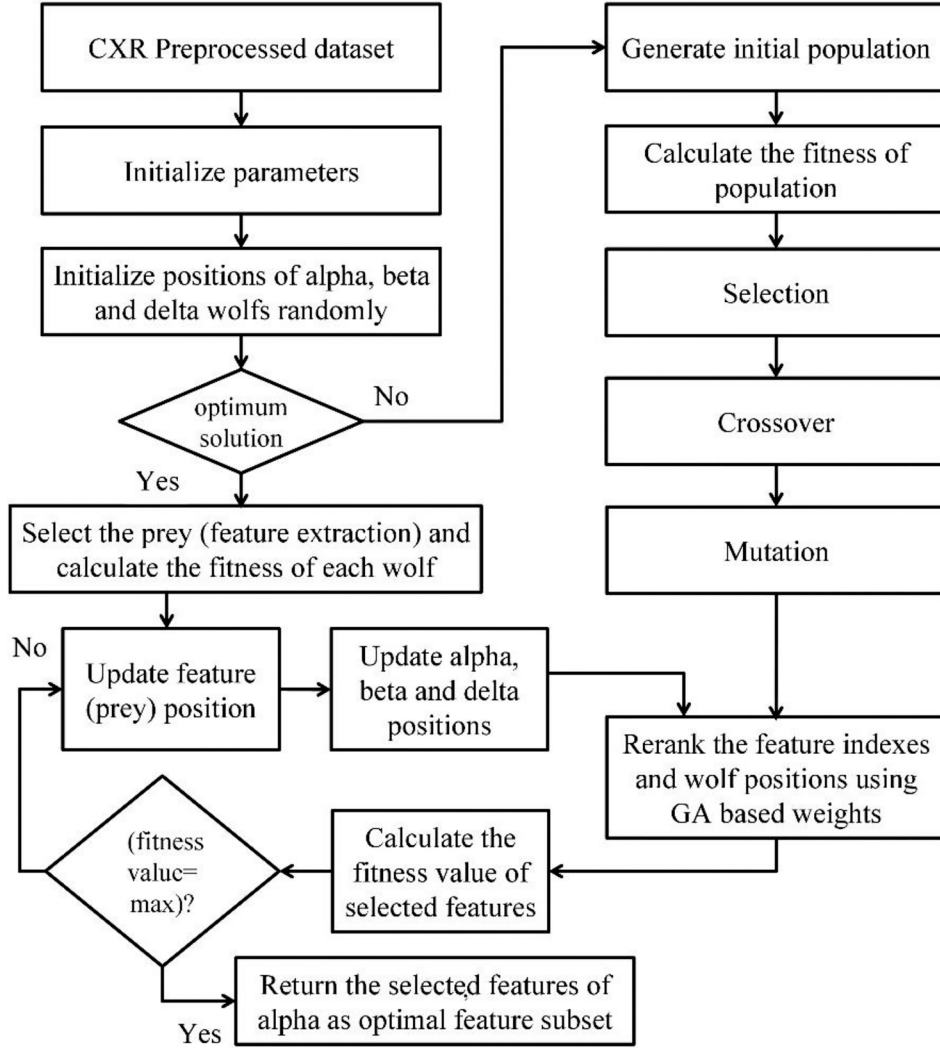 CXR Preprocessed dataset
Initialize parameters
Initialize positions of alpha, beta
and delta wolfs randomly
optimum
solution
No
Yes
Generate initial population
Calculate the fitness of
population
Selection
Crossover
Mutation
Select the prey (feature extraction) and
calculate the fitness of each wolf
No
Update feature
(prey) position
Update alpha,
beta and delta
positions
Rerank the feature indexes
and wolf positions using
GA based weights
Calculate the
fitness value of
selected features
(fitness
value=
max)?
Yes
Return the selected features of
alpha as optimal feature subset